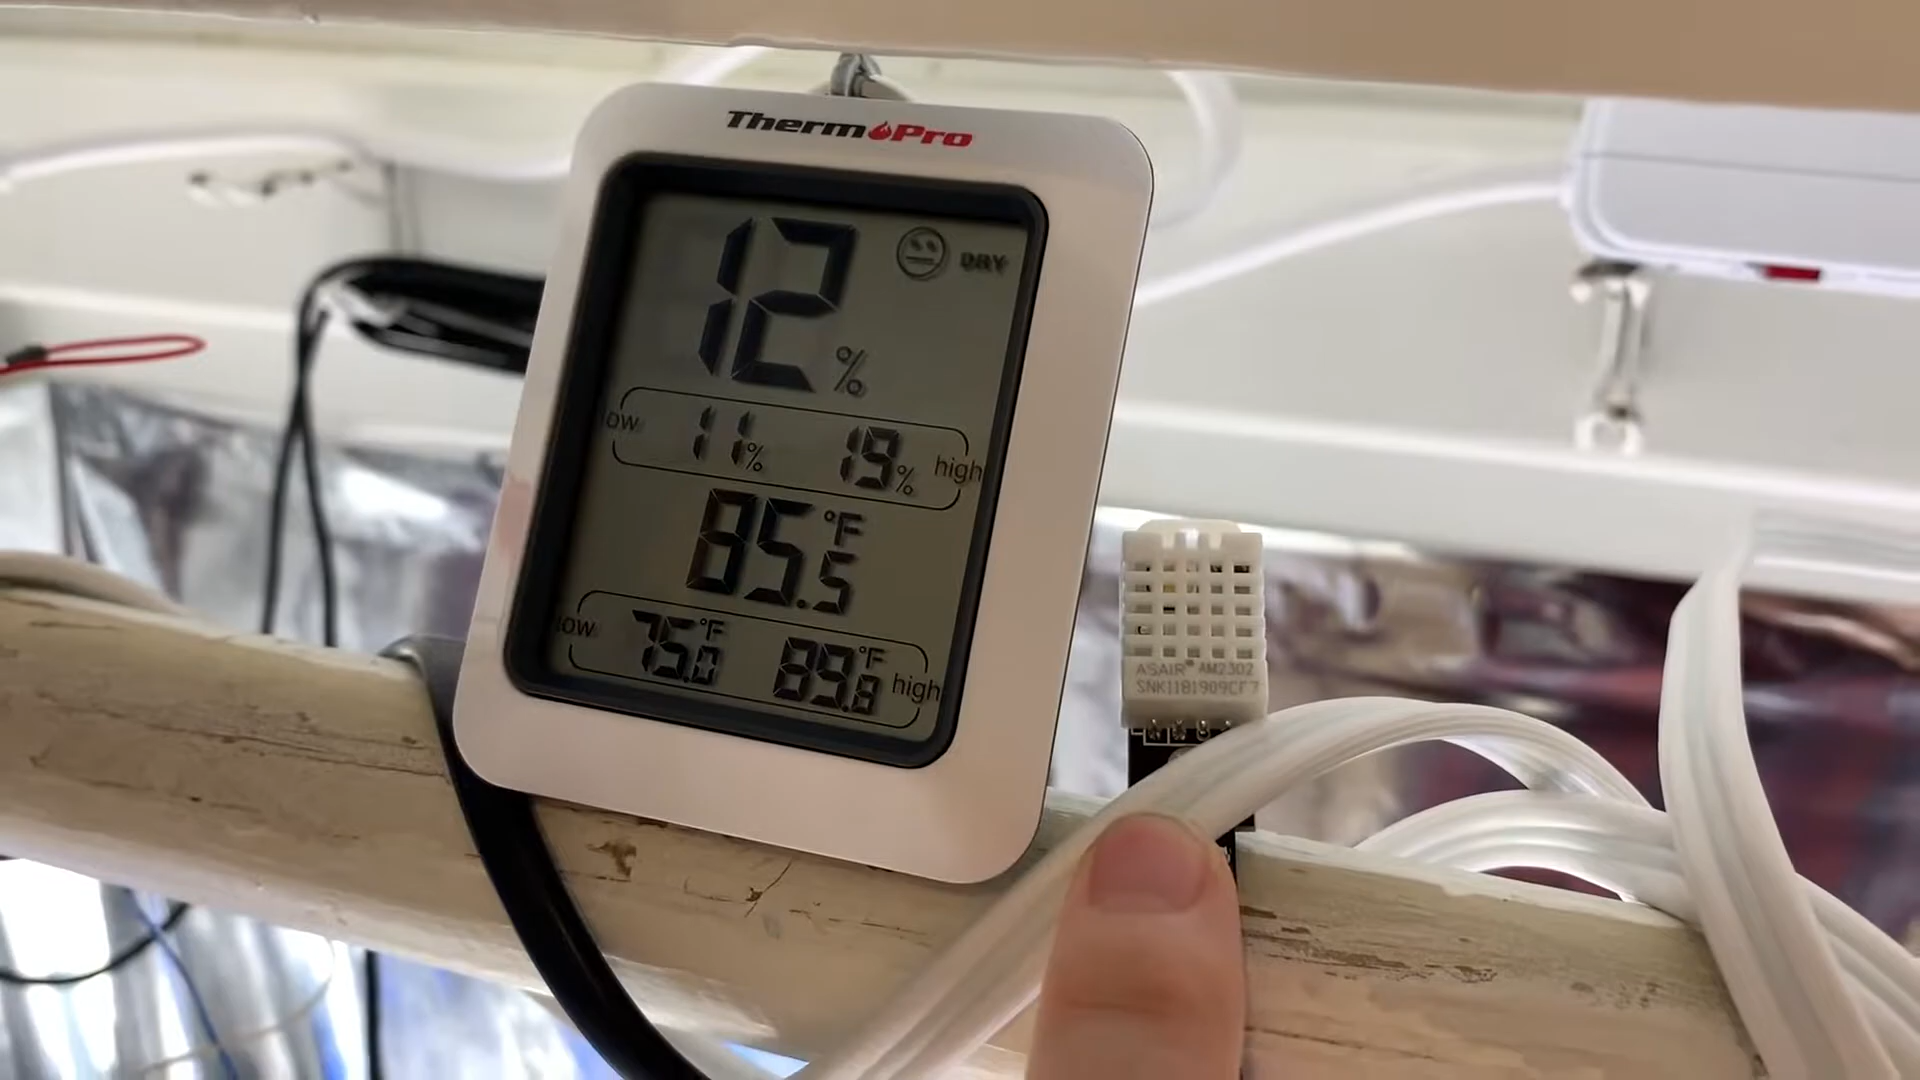 ThermoPro
12%
DRY
low 11% 19% high
85.5°F
low 75.0°F 89.8°F high
ASAIR® AM2302
SNK1181909CF7